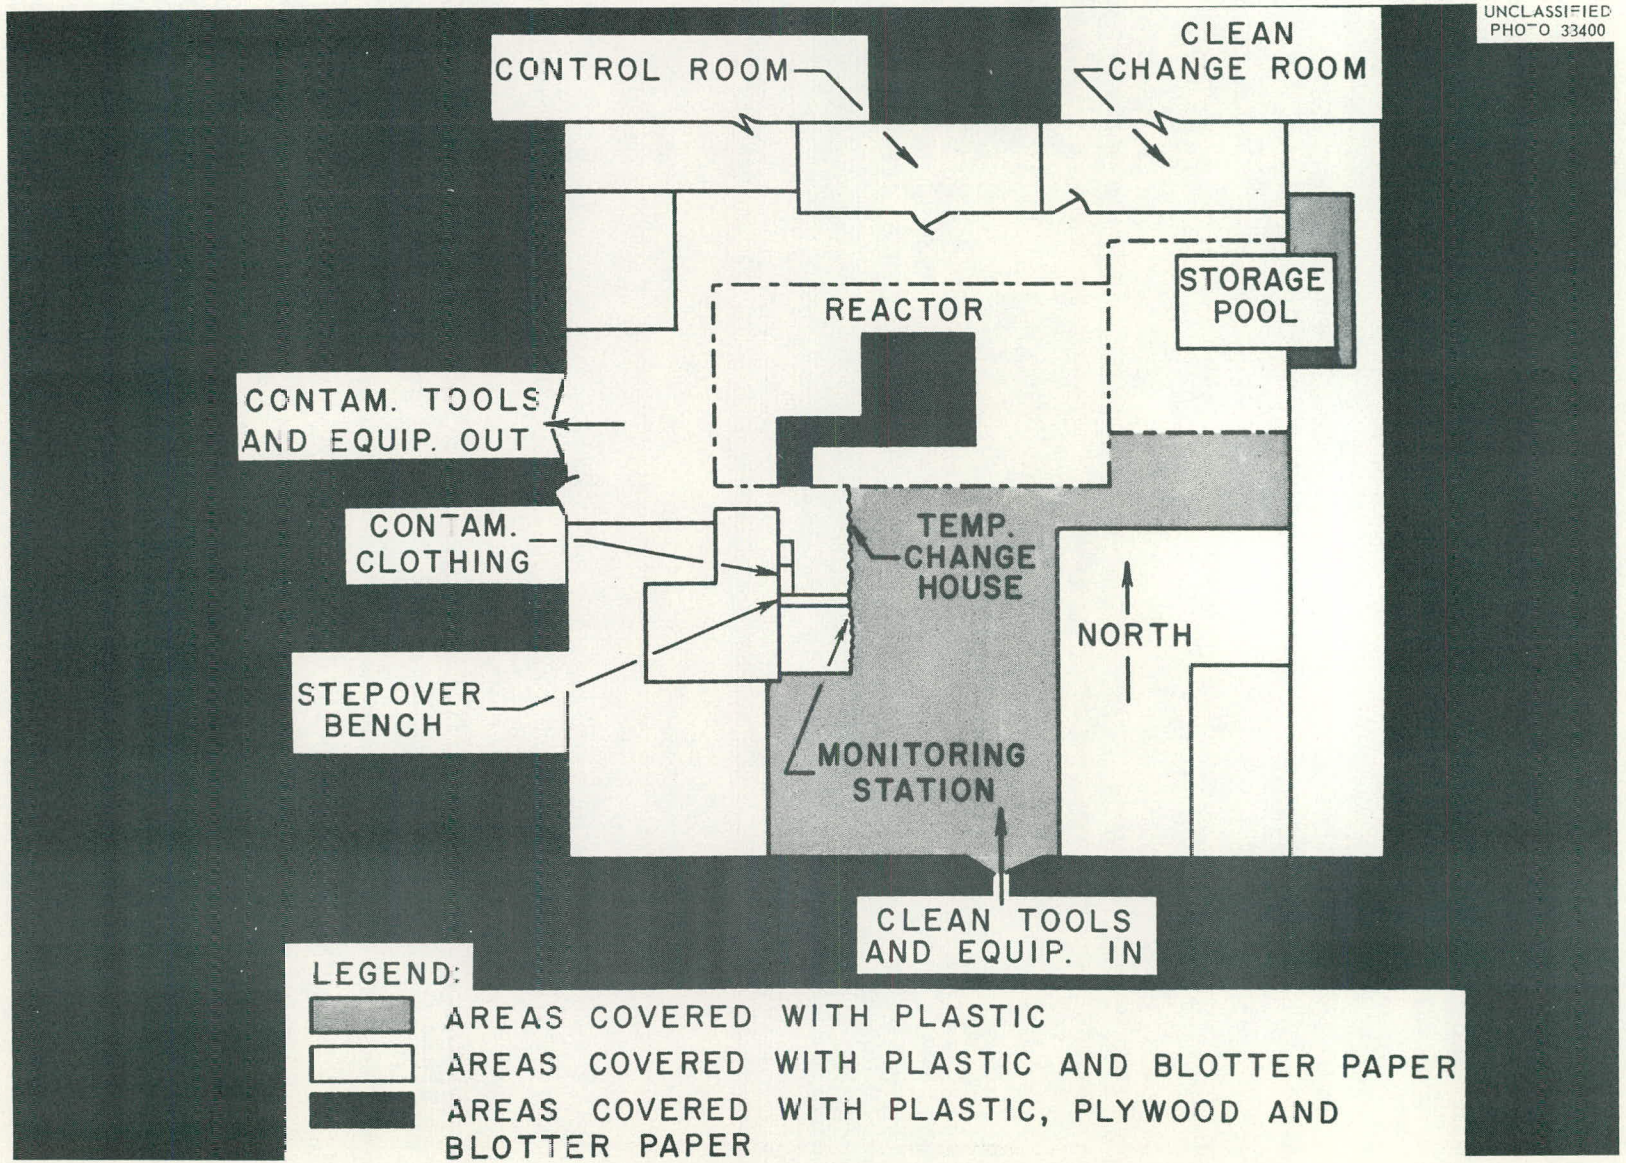 UNCLASSIFIED
PHOTO 33400
CONTROL ROOM
CLEAN
CHANGE ROOM
STORAGE
POOL
REACTOR
CONTAM. TOOLS
AND EQUIP. OUT
CONTAM.
CLOTHING
TEMP.
CHANGE
HOUSE
NORTH
STEPOVER
BENCH
MONITORING
STATION
CLEAN TOOLS
AND EQUIP. IN
LEGEND:
AREAS COVERED WITH PLASTIC
AREAS COVERED WITH PLASTIC AND BLOTTER PAPER
AREAS COVERED WITH PLASTIC, PLYWOOD AND
BLOTTER PAPER